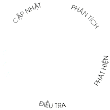 CẬP NHẬT
PHÂN TÍCH
PHÁT HIỆN
ĐIỀU TRA